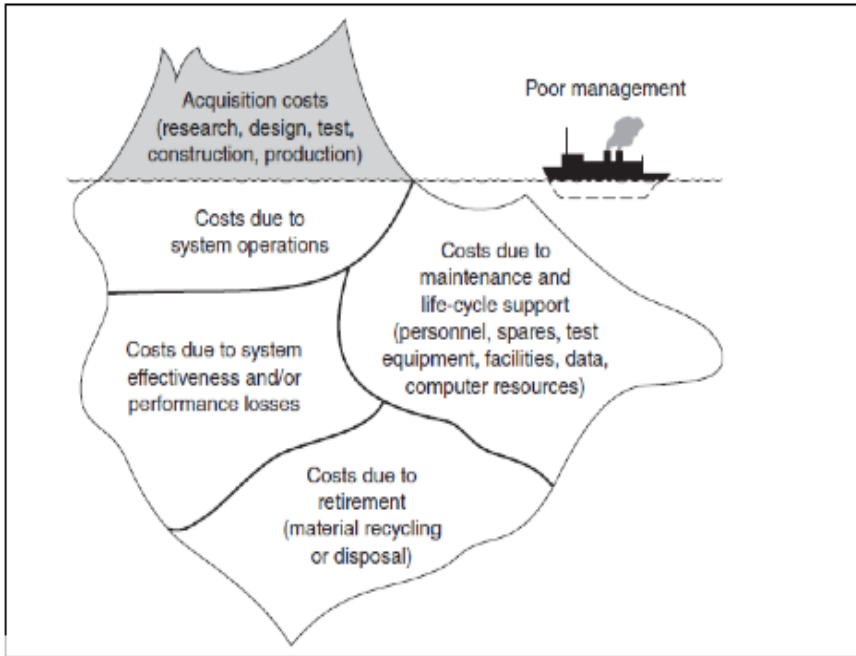 Acquisition costs
(research, design, test,
construction, production)
Poor management
Costs due to
system operations
Costs due to
maintenance and
life-cycle support
(personnel, spares, test
equipment, facilities, data,
computer resources)
Costs due to system
effectiveness and/or
performance losses
Costs due to
retirement
(material recycling
or disposal)